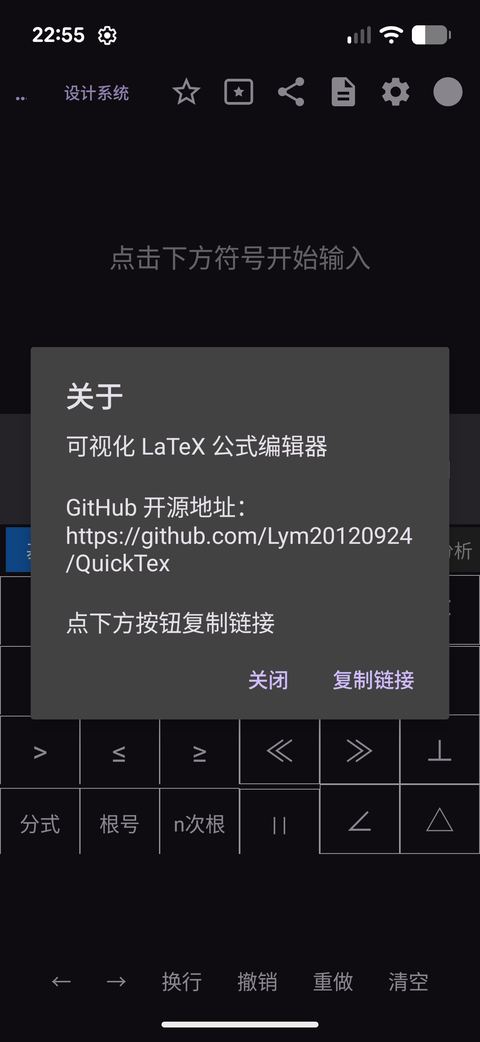 22:55
设计系统
点击下方符号开始输入
关于
可视化 LaTeX 公式编辑器
GitHub 开源地址：
https://github.com/Lym20120924
/QuickTex
点下方按钮复制链接
关闭 复制链接
分析
> ≤ ≥ ≪ ≫ ⊥
分式 根号 n次根 || ∠ △
← → 换行 撤销 重做 清空